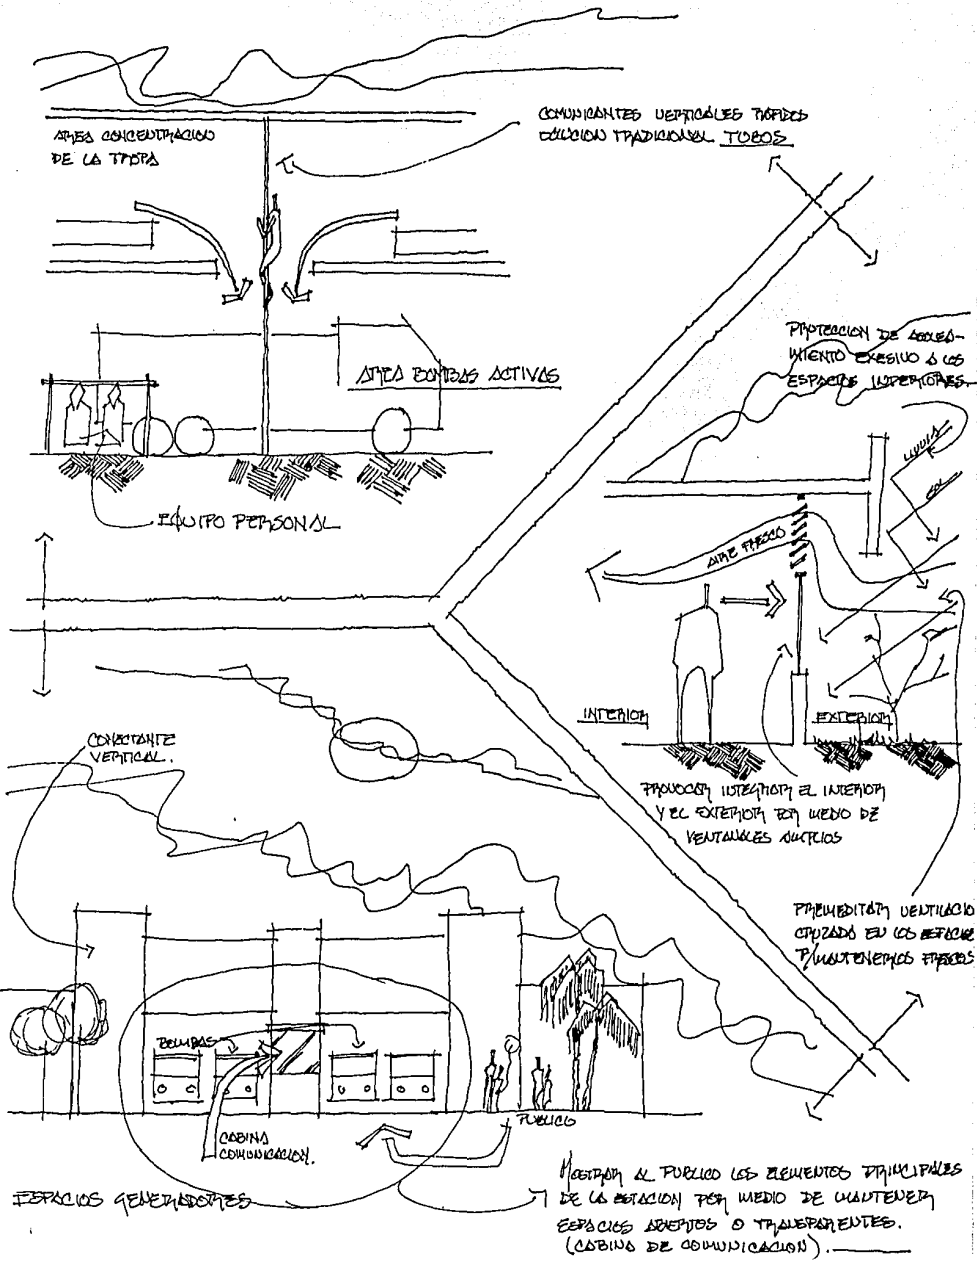 AREA CONCENTRACION
DE LA TROPA
COMUNICANTES VERTICALES RAPIDOS
SOLUCION TRADICIONAL TUBOS
AREA BOMBAS ACTIVAS
EQUIPO PERSONAL
PROTECCION DE ASOLEA-
MIENTO EXESIVO A LOS
ESPACIOS INTERIORES.
LLUVIA
SOL
AIRE FRESCO
INTERIOR
EXTERIOR
PROVOCAR INTEGRAR EL INTERIOR
Y EL EXTERIOR POR MEDIO DE
VENTANALES AMPLIOS
PREMEDITAR VENTILACIO
CRUZADA EN LOS ESPACIOS
P/MANTENERLOS FRESCOS
CONECTANTE
VERTICAL.
BOMBAS
CABINA
COMUNICACION.
PUBLICO
ESPACIOS GENERADORES
MOSTRAR AL PUBLICO LOS ELEMENTOS PRINCIPALES
DE LA ESTACION POR MEDIO DE MANTENER
ESPACIOS ABIERTOS O TRANSPARENTES.
(CABINA DE COMUNICACION).